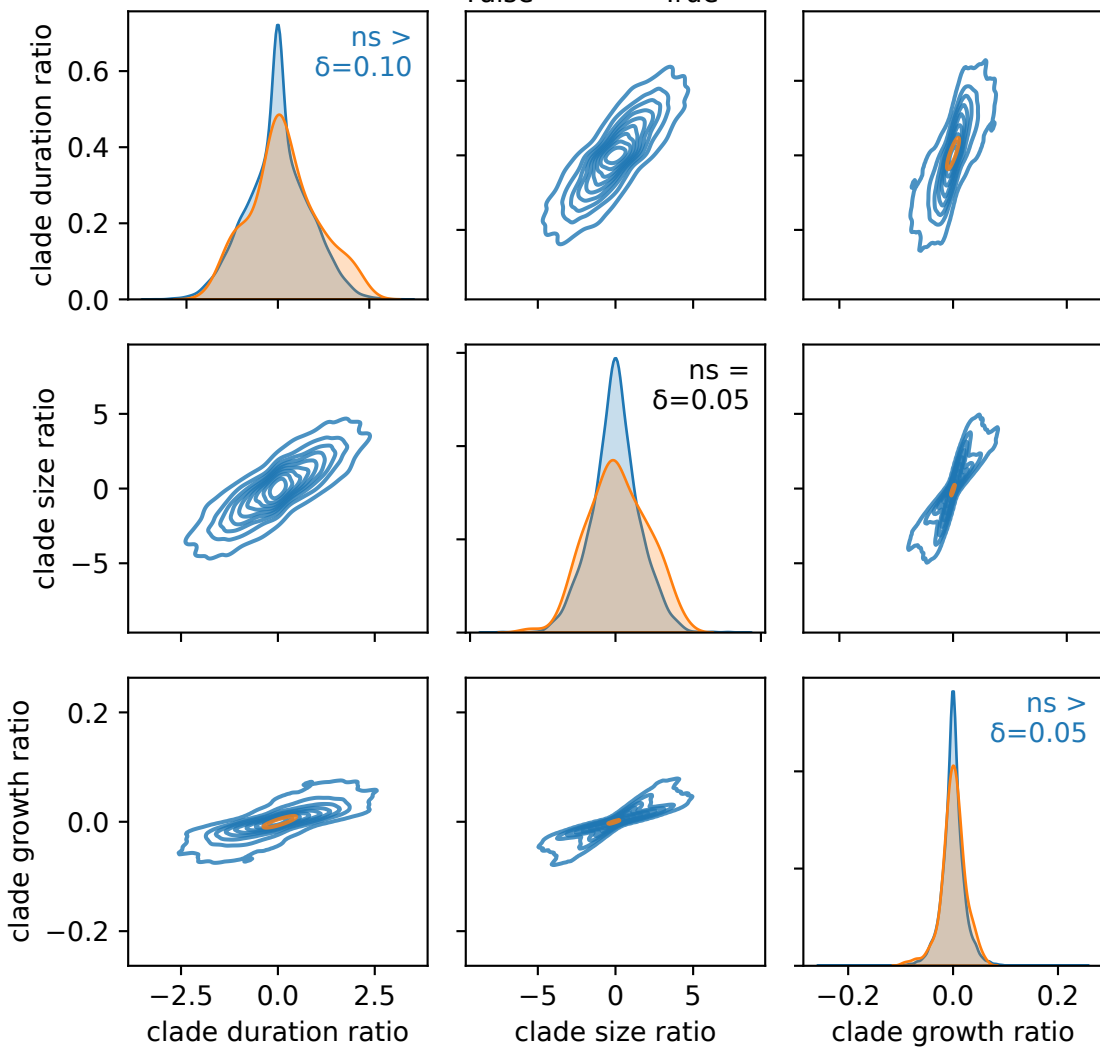 True
clade duration ratio
0.6
0.4
0.2
0.0
ns >
δ=0.10
clade size ratio
5
0
−5
ns =
δ=0.05
clade growth ratio
0.2
0.0
−0.2
ns >
δ=0.05
−2.5 0.0 2.5
−5 0 5
−0.2 0.0 0.2
clade duration ratio
clade size ratio
clade growth ratio